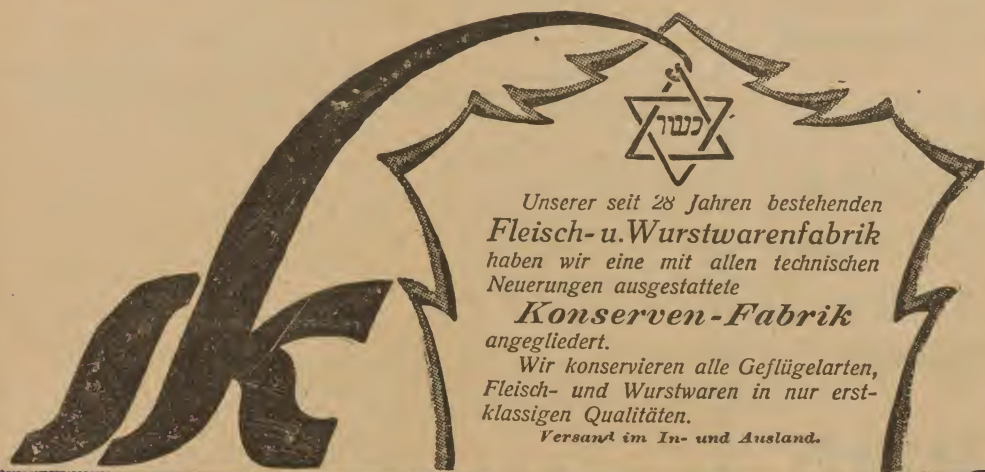 כשר
Unserer seit 28 Jahren bestehenden
Fleisch- u. Wurstwarenfabrik
haben wir eine mit allen technischen
Neuerungen ausgestattete
Konserven-Fabrik
angegliedert.
Wir konservieren alle Geflügelarten,
Fleisch- und Wurstwaren in nur erst-
klassigen Qualitäten.
Versand im In- und Ausland.
sk